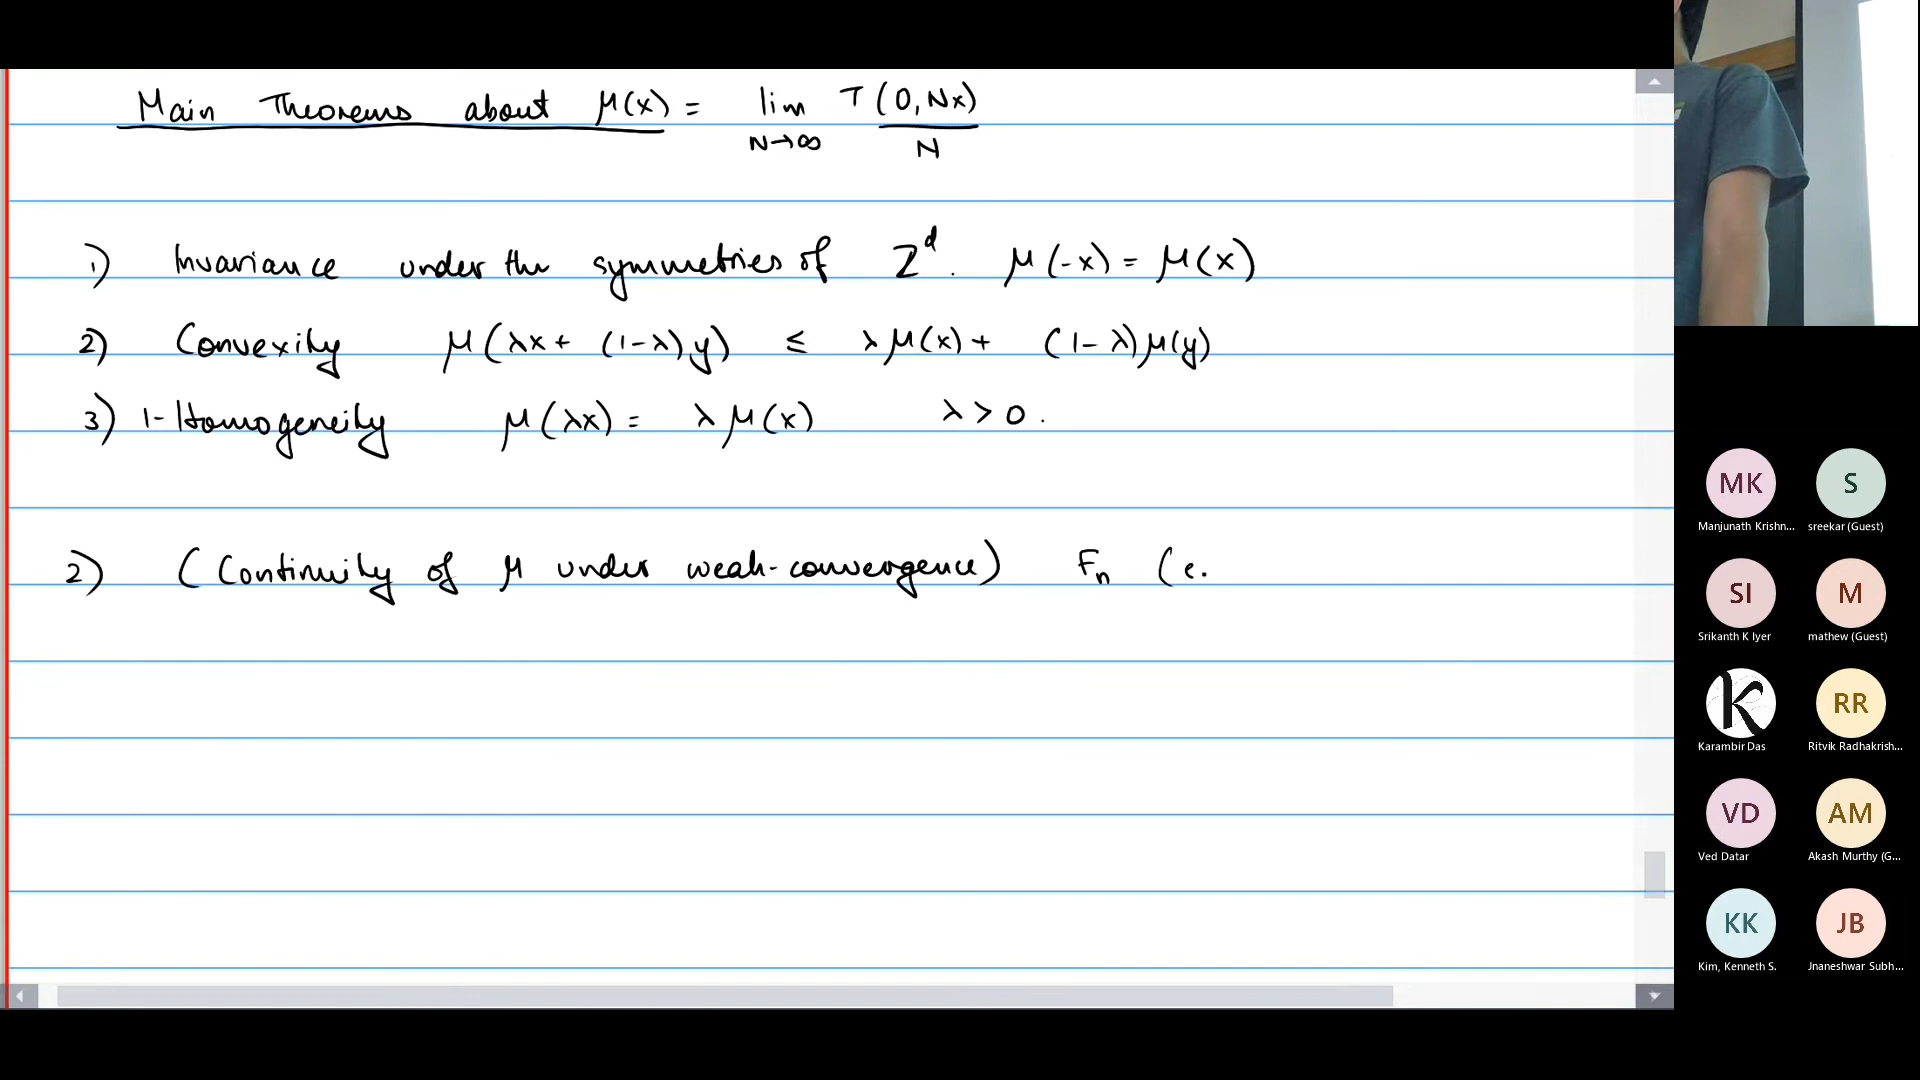 Main Theorems about μ(x) = lim T(0,Nx)
N→∞ N
1) Invariance under the symmetries of Z^d. μ(-x) = μ(x)
2) Convexity μ(λx + (1-λ)y) ≤ λμ(x) + (1-λ)μ(y)
3) 1-Homogeneity μ(λx) = λμ(x) λ > 0.
2) (Continuity of μ under weak-convergence) Fn (c.
MK S
Manjunath Krishn... sreekar (Guest)
SI M
Srikanth K Iyer mathew (Guest)
K RR
Karambir Das Ritvik Radhakrish...
VD AM
Ved Datar Akash Murthy (G...
KK JB
Kim, Kenneth S. Jnaneshwar Subh...